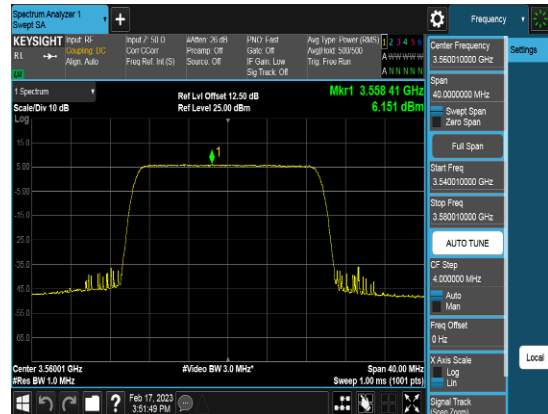 Spectrum Analyzer 1
Swept SA
+
Frequency
KEYSIGHT
RL
Input: RF
Coupling: DC
Align: Auto
Input Z: 50 Ω
Corr CCorr
Freq Ref: Int (S)
#Atten: 26 dB
Preamp: Off
Source: Off
PNO: Fast
Gate: Off
IF Gain: Low
Sig Track: Off
Avg Type: Power (RMS)
Avg|Hold: 500/500
Trig: Free Run
1 2 3 4 5 6
A W W W W W
A N N N N N
LXI
1 Spectrum
Scale/Div 10 dB
Log
Ref Lvl Offset 12.50 dB
Ref Level 25.00 dBm
Mkr1 3.558 41 GHz
6.151 dBm
1
15.0
5.00
-5.00
-15.0
-25.0
-35.0
-45.0
-55.0
-65.0
Center 3.56001 GHz
#Res BW 1.0 MHz
#Video BW 3.0 MHz*
Span 40.00 MHz
Sweep 1.00 ms (1001 pts)
Feb 17, 2023
3:51:49 PM
Center Frequency
3.560010000 GHz
Settings
Span
40.0000000 MHz
Swept Span
Zero Span
Full Span
Start Freq
3.540010000 GHz
Stop Freq
3.580010000 GHz
AUTO TUNE
CF Step
4.000000 MHz
Auto
Man
Freq Offset
0 Hz
X Axis Scale
Log
Lin
Local
Signal Track
(Span Zoom)